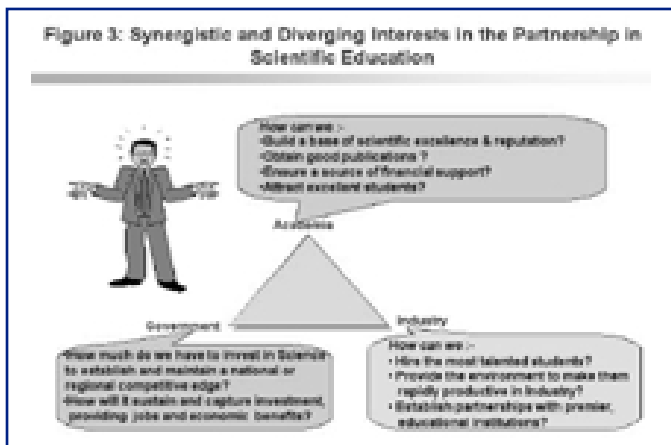 Figure 3: Synergistic and Diverging Interests in the Partnership in
Scientific Education
How can we :-
•Build a base of scientific excellence & reputation?
•Obtain good publications ?
•Ensure a source of financial support?
•Attract excellent students?
Academia
Government
Industry
•How much do we have to invest in Science
to establish and maintain a national or
regional competitive edge?
•How will it sustain and capture investment,
providing jobs and economic benefits?
How can we :-
• Hire the most talented students?
• Provide the environment to make them
rapidly productive in Industry?
• Establish partnerships with premier,
educational institutions?